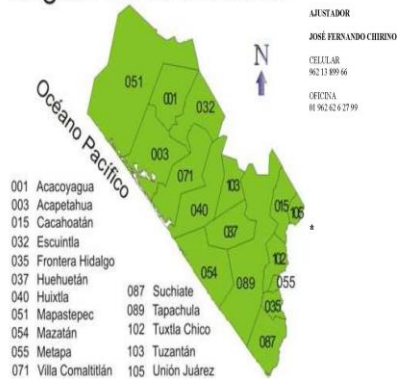 AJUSTADOR
JOSÉ FERNANDO CHIRINO
CELULAR
962 13 899 66
OFICINA
01 962 62 6 27 99
N
Océano Pacífico
051
001
032
003
071
103
040
037
015
105
*
054
089
102
055
035
087
001 Acacoyagua
003 Acapetahua
015 Cacahoatán
032 Escuintla
035 Frontera Hidalgo
037 Huehuetán
040 Huixtla
051 Mapastepec
054 Mazatán
055 Metapa
071 Villa Comaltitlán
087 Suchiate
089 Tapachula
102 Tuxtla Chico
103 Tuzantán
105 Unión Juárez